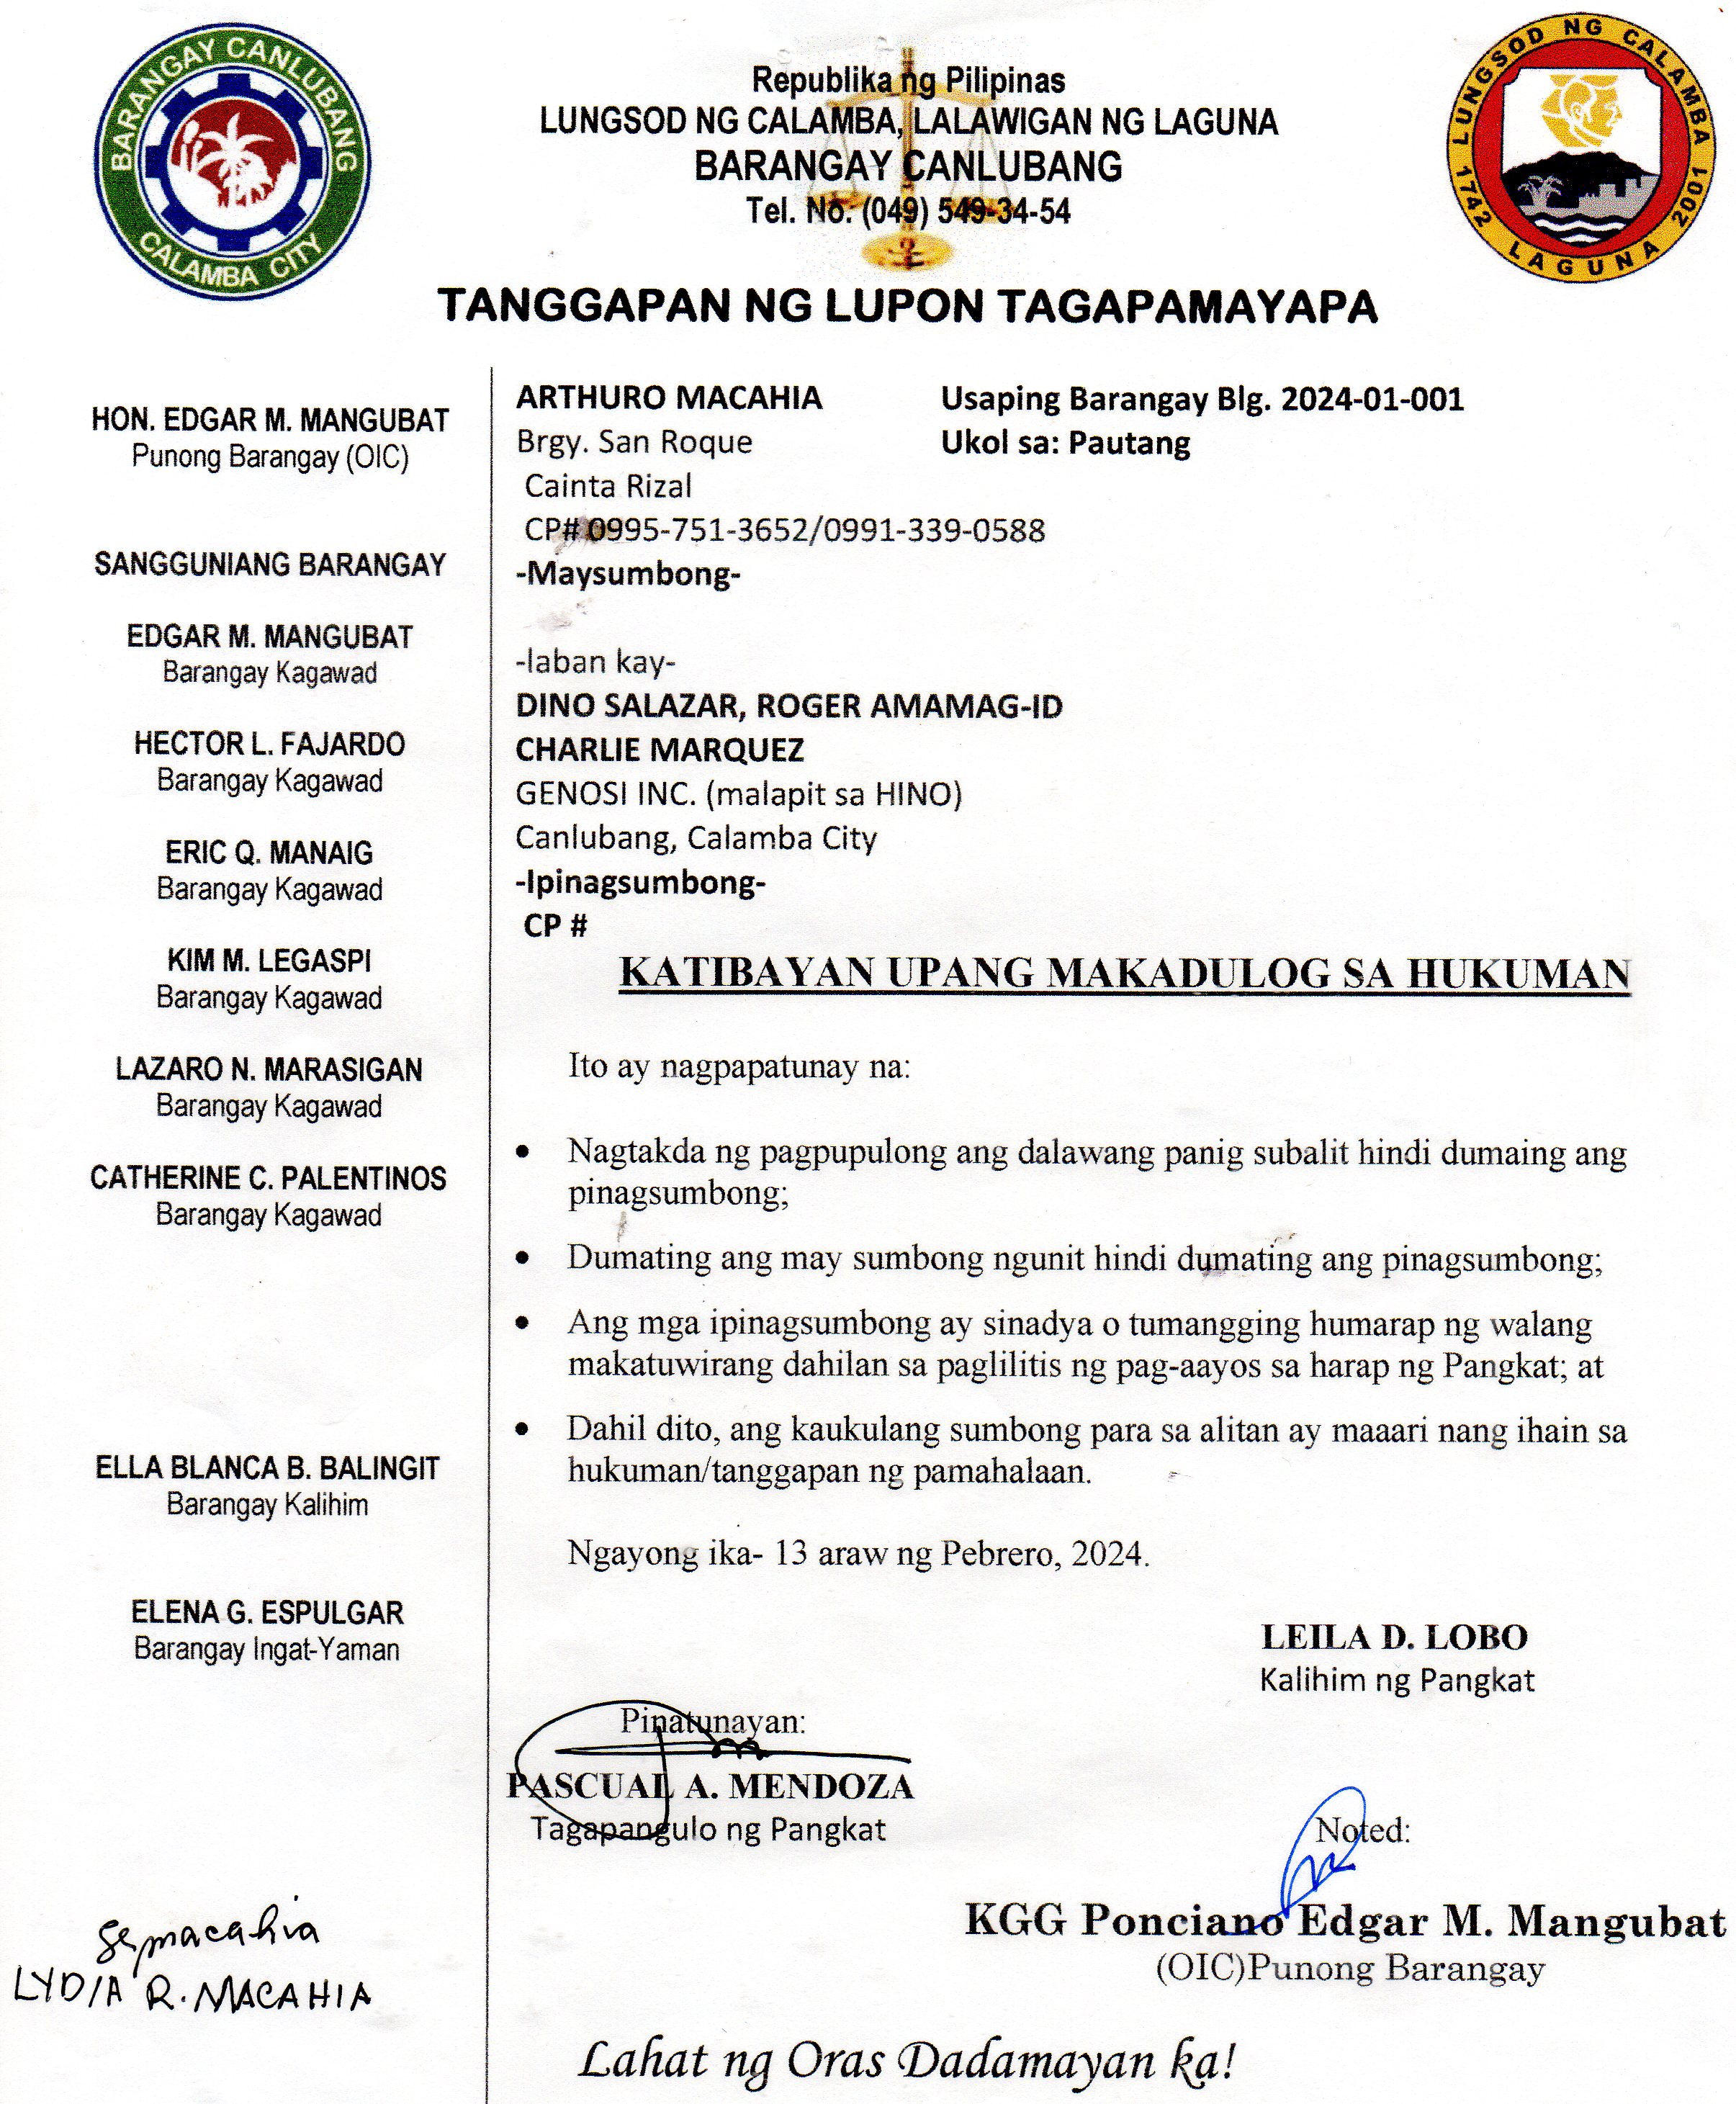 BARANGAY CANLUBANG
CALAMBA CITY
Republika ng Pilipinas
LUNGSOD NG CALAMBA, LALAWIGAN NG LAGUNA
BARANGAY CANLUBANG
Tel. No. (049) 549-34-54
LUNGSOD NG CALAMBA
1742 LAGUNA 2001
TANGGAPAN NG LUPON TAGAPAMAYAPA
HON. EDGAR M. MANGUBAT
Punong Barangay (OIC)
SANGGUNIANG BARANGAY
EDGAR M. MANGUBAT
Barangay Kagawad
HECTOR L. FAJARDO
Barangay Kagawad
ERIC Q. MANAIG
Barangay Kagawad
KIM M. LEGASPI
Barangay Kagawad
LAZARO N. MARASIGAN
Barangay Kagawad
CATHERINE C. PALENTINOS
Barangay Kagawad
ELLA BLANCA B. BALINGIT
Barangay Kalihim
ELENA G. ESPULGAR
Barangay Ingat-Yaman
LYDIA R. MACAHIA
ARTHURO MACAHIA Usaping Barangay Blg. 2024-01-001
Brgy. San Roque Ukol sa: Pautang
Cainta Rizal
CP# 0995-751-3652/0991-339-0588
-Maysumbong-
-laban kay-
DINO SALAZAR, ROGER AMAMAG-ID
CHARLIE MARQUEZ
GENOSI INC. (malapit sa HINO)
Canlubang, Calamba City
-Ipinagsumbong-
CP #
KATIBAYAN UPANG MAKADULOG SA HUKUMAN
Ito ay nagpapatunay na:
• Nagtakda ng pagpupulong ang dalawang panig subalit hindi dumaing ang
pinagsumbong;
• Dumating ang may sumbong ngunit hindi dumating ang pinagsumbong;
• Ang mga ipinagsumbong ay sinadya o tumangging humarap ng walang
makatuwirang dahilan sa paglilitis ng pag-aayos sa harap ng Pangkat; at
• Dahil dito, ang kaukulang sumbong para sa alitan ay maaari nang ihain sa
hukuman/tanggapan ng pamahalaan.
Ngayong ika- 13 araw ng Pebrero, 2024.
LEILA D. LOBO
Kalihim ng Pangkat
Pinatunayan:
PASCUAL A. MENDOZA
Tagapangulo ng Pangkat
Noted:
KGG Ponciano Edgar M. Mangubat
(OIC)Punong Barangay
Lahat ng Oras Dadamayan ka!